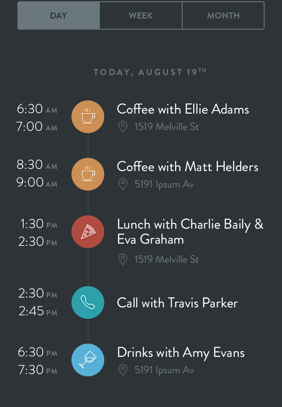 DAY WEEK MONTH
TODAY, AUGUST 19TH
6:30 AM
7:00 AM
Coffee with Ellie Adams
1519 Melville St
8:30 AM
9:00 AM
Coffee with Matt Helders
5191 Ipsum Av
1:30 PM
2:30 PM
Lunch with Charlie Baily &
Eva Graham
1519 Melville St
2:30 PM
2:45 PM
Call with Travis Parker
6:30 PM
7:30 PM
Drinks with Amy Evans
5190 Ipsum Av